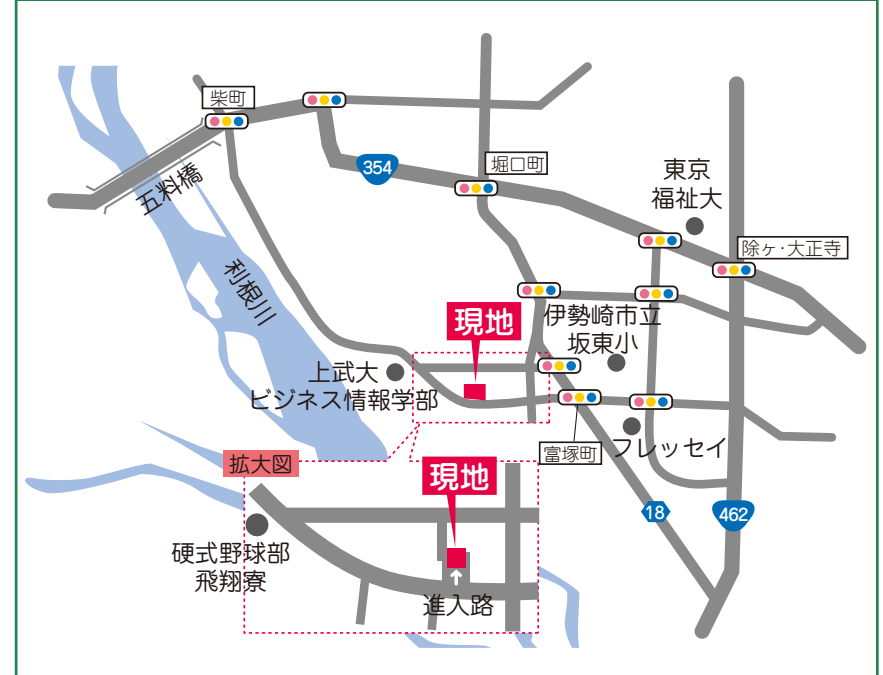 柴町
五料橋
354
堀口町
東京
福祉大
除ヶ・大正寺
利根川
現地
伊勢崎市立
坂東小
上武大
ビジネス情報学部
富塚町
フレッセイ
18
462
拡大図
現地
硬式野球部
飛翔寮
進入路